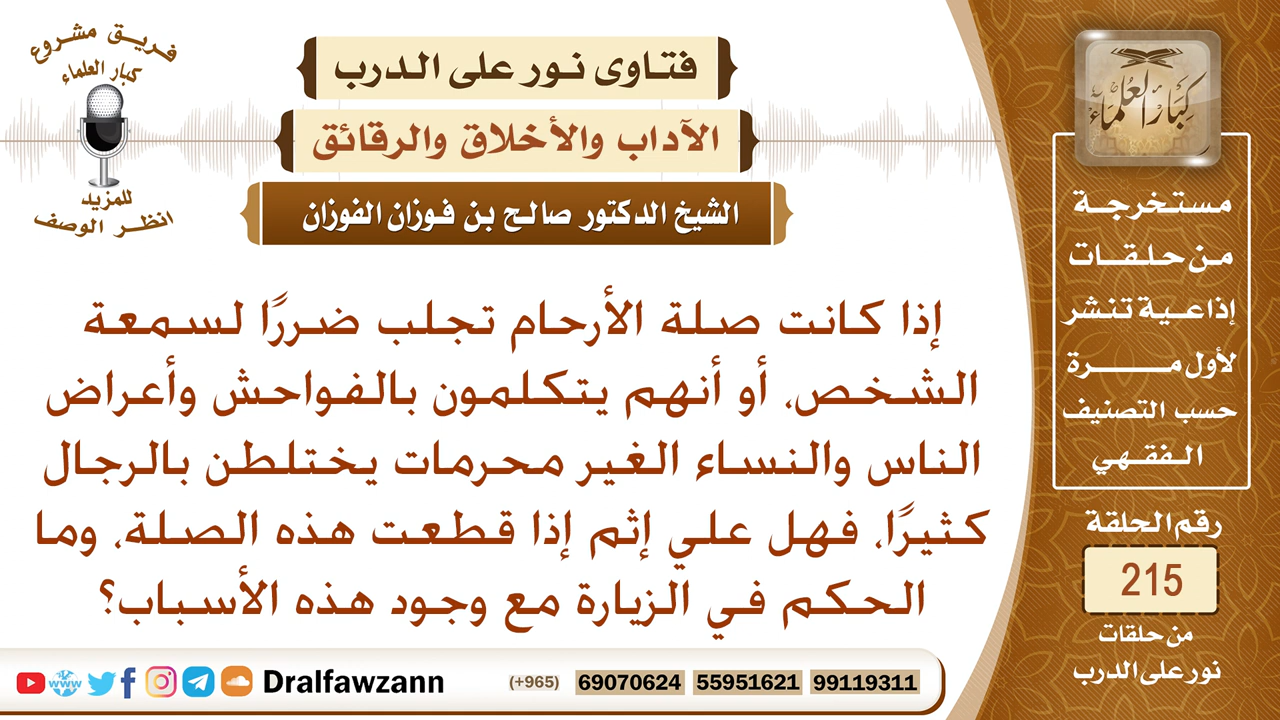 فريق مشروع
كبار العلماء
للمزيد
انظر الوصف
فتاوى نور على الدرب
الآداب والأخلاق والرقائق
الشيخ الدكتور صالح بن فوزان الفوزان
إذا كانت صلة الأرحام تجلب ضررًا لسمعة
الشخص، أو أنهم يتكلمون بالفواحش وأعراض
الناس والنساء الغير محرمات يختلطن بالرجال
كثيرًا، فهل علي إثم إذا قطعت هذه الصلة، وما
الحكم في الزيارة مع وجود هذه الأسباب؟
كبار العلماء
مستخرجة
من حلقات
إذاعية تنشر
لأول مرة
حسب التصنيف
الفقهي
رقم الحلقة
215
من حلقات
نور على الدرب
www Dralfawzann (+965) 69070624 55951621 99119311